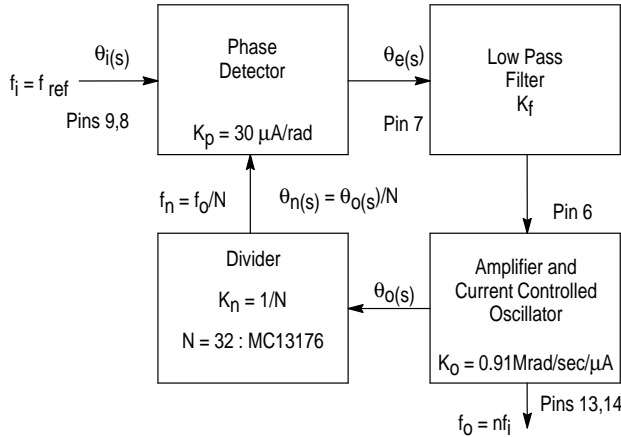 θi(s)
fi = f ref
Pins 9,8
Phase
Detector
Kp = 30 µA/rad
θe(s)
Pin 7
Low Pass
Filter
Kf
fn = fo/N
θn(s) = θo(s)/N
Pin 6
Divider
Kn = 1/N
N = 32 : MC13176
θo(s)
Amplifier and
Current Controlled
Oscillator
Ko = 0.91Mrad/sec/µA
Pins 13,14
fo = nfi